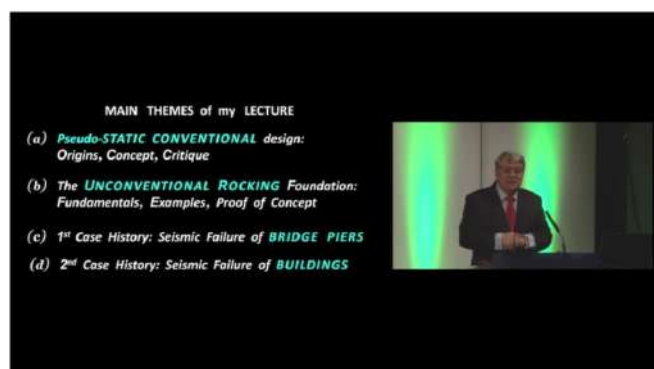 MAIN THEMES of my LECTURE
(a) Pseudo-STATIC CONVENTIONAL design:
Origins, Concept, Critique
(b) The UNCONVENTIONAL ROCKING Foundation:
Fundamentals, Examples, Proof of Concept
(c) 1st Case History: Seismic Failure of BRIDGE PIERS
(d) 2nd Case History: Seismic Failure of BUILDINGS